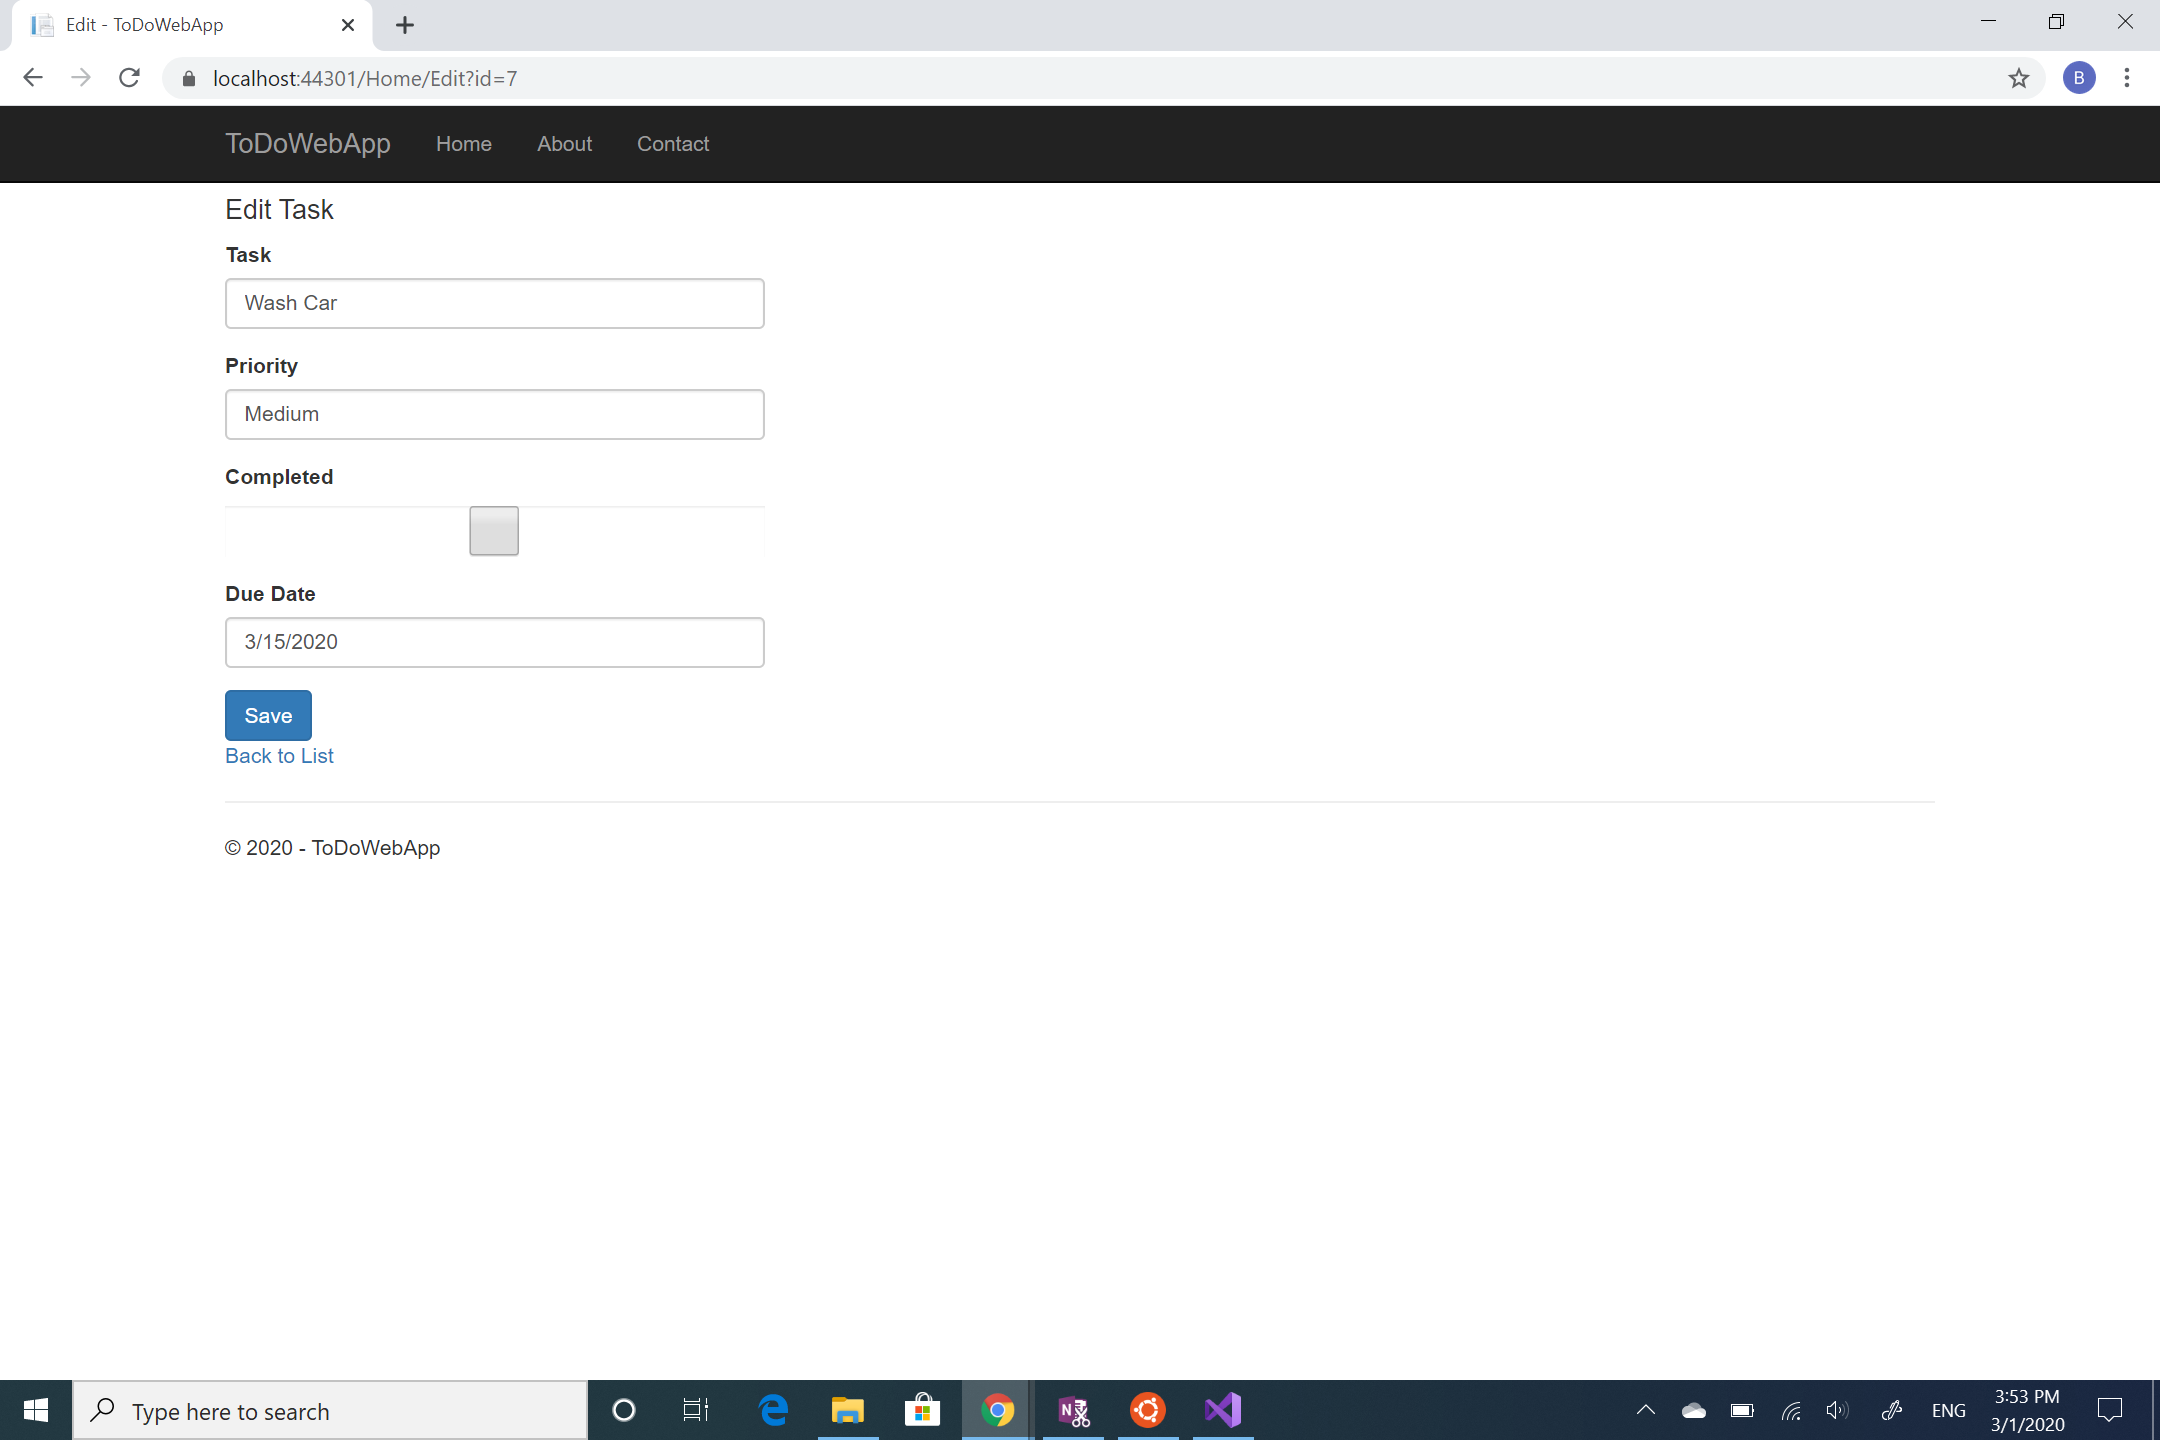 Edit - ToDoWebApp
localhost:44301/Home/Edit?id=7
B
ToDoWebApp Home About Contact
Edit Task
Task
Wash Car
Priority
Medium
Completed
Due Date
3/15/2020
Save
Back to List
© 2020 - ToDoWebApp
Type here to search
N
ENG
3:53 PM
3/1/2020